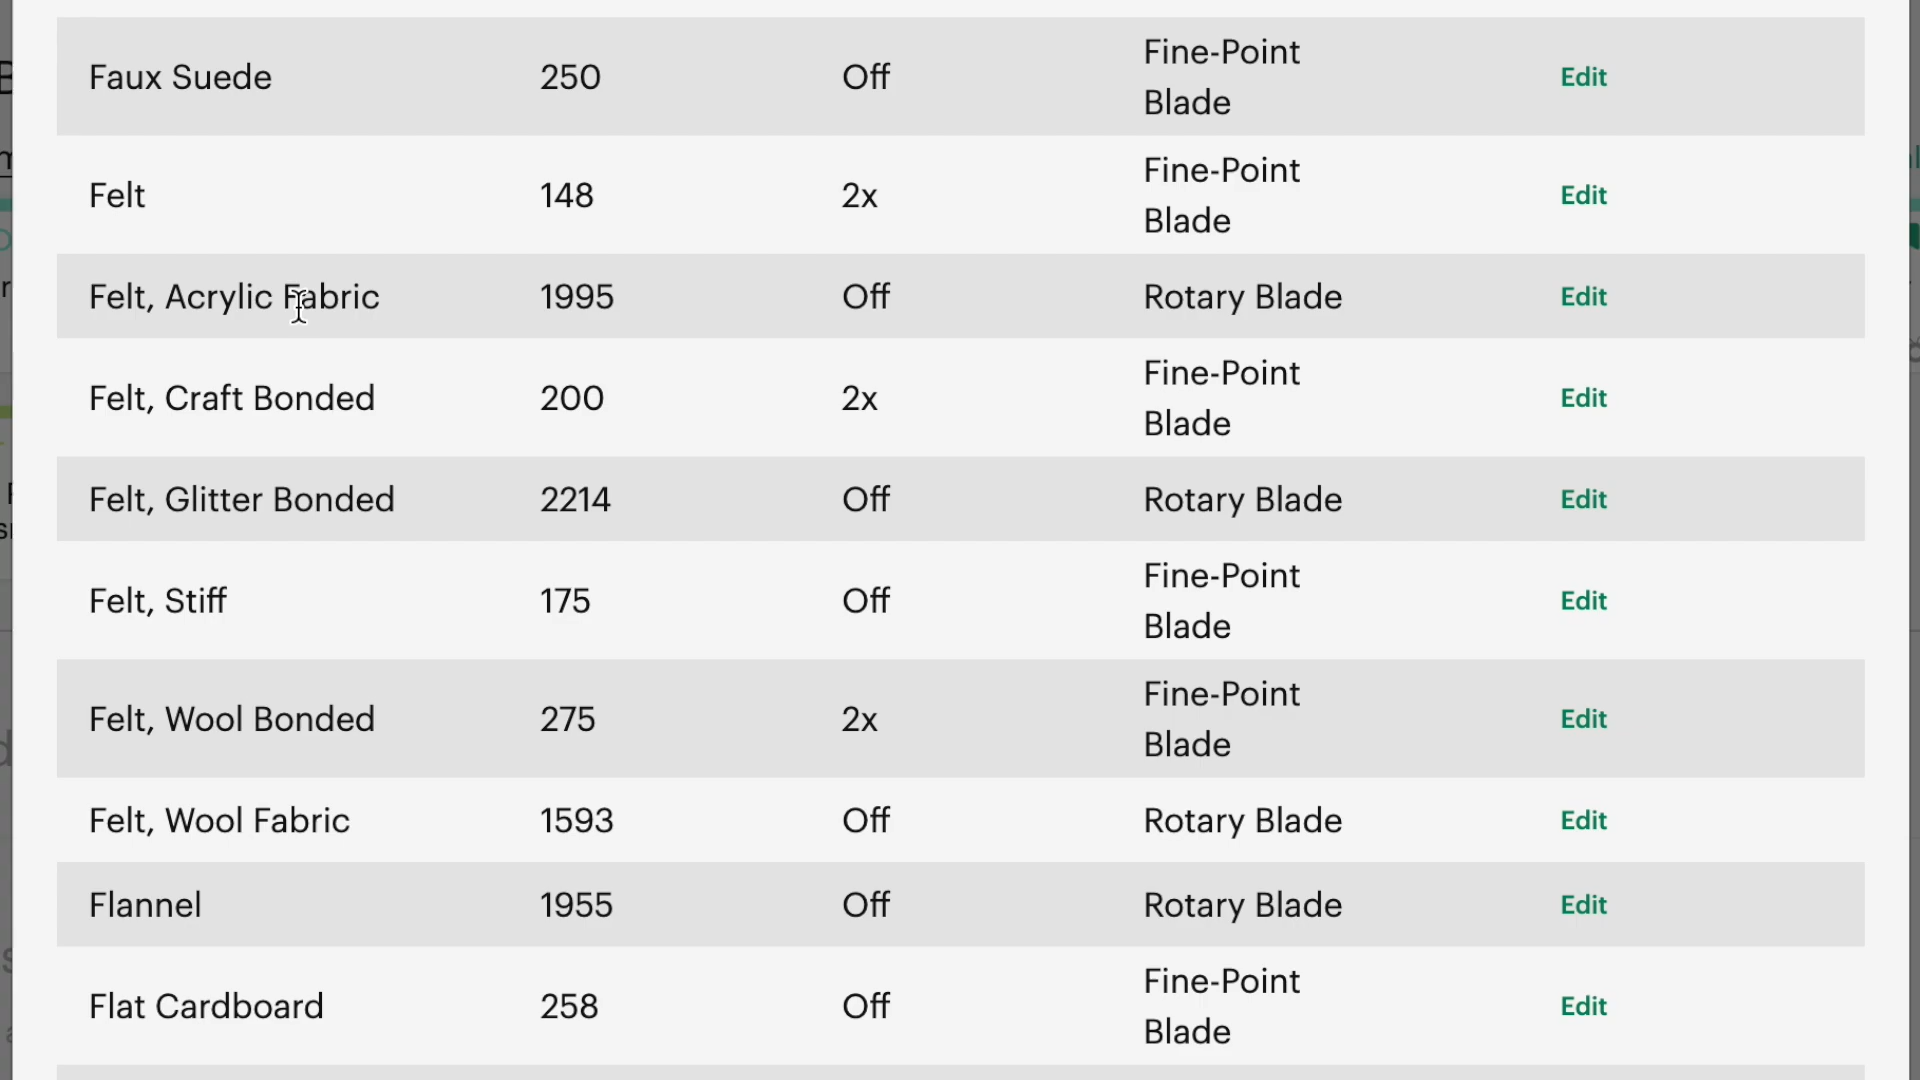 Faux Suede 250 Off Fine-Point Blade Edit
Felt 148 2x Fine-Point Blade Edit
Felt, Acrylic Fabric 1995 Off Rotary Blade Edit
Felt, Craft Bonded 200 2x Fine-Point Blade Edit
Felt, Glitter Bonded 2214 Off Rotary Blade Edit
Felt, Stiff 175 Off Fine-Point Blade Edit
Felt, Wool Bonded 275 2x Fine-Point Blade Edit
Felt, Wool Fabric 1593 Off Rotary Blade Edit
Flannel 1955 Off Rotary Blade Edit
Flat Cardboard 258 Off Fine-Point Blade Edit